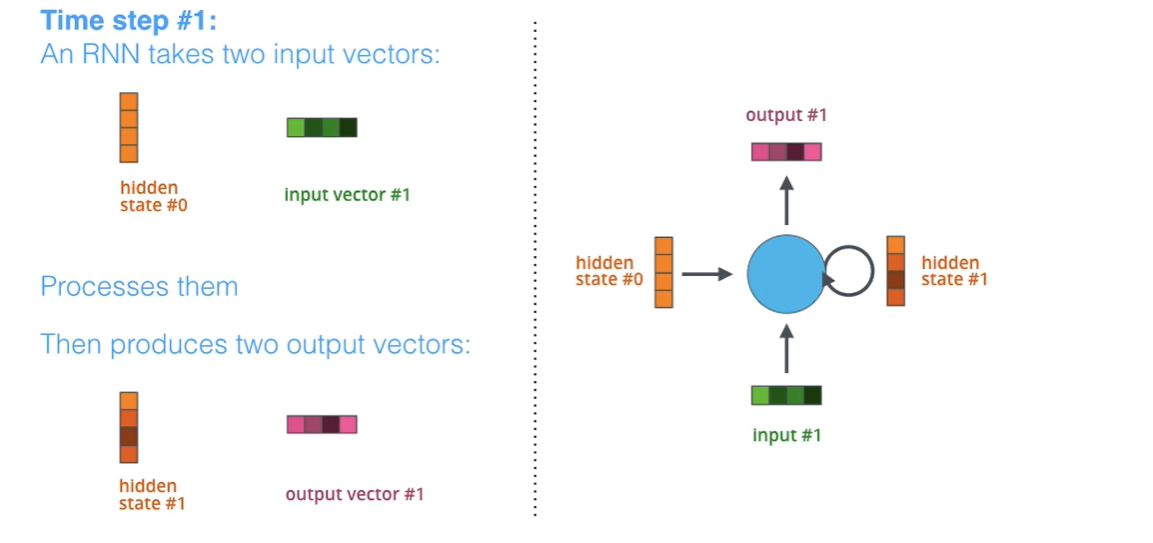 Time step #1:
An RNN takes two input vectors:
hidden
state #0
input vector #1
Processes them
Then produces two output vectors:
hidden
state #1
output vector #1
output #1
hidden
state #0
hidden
state #1
input #1